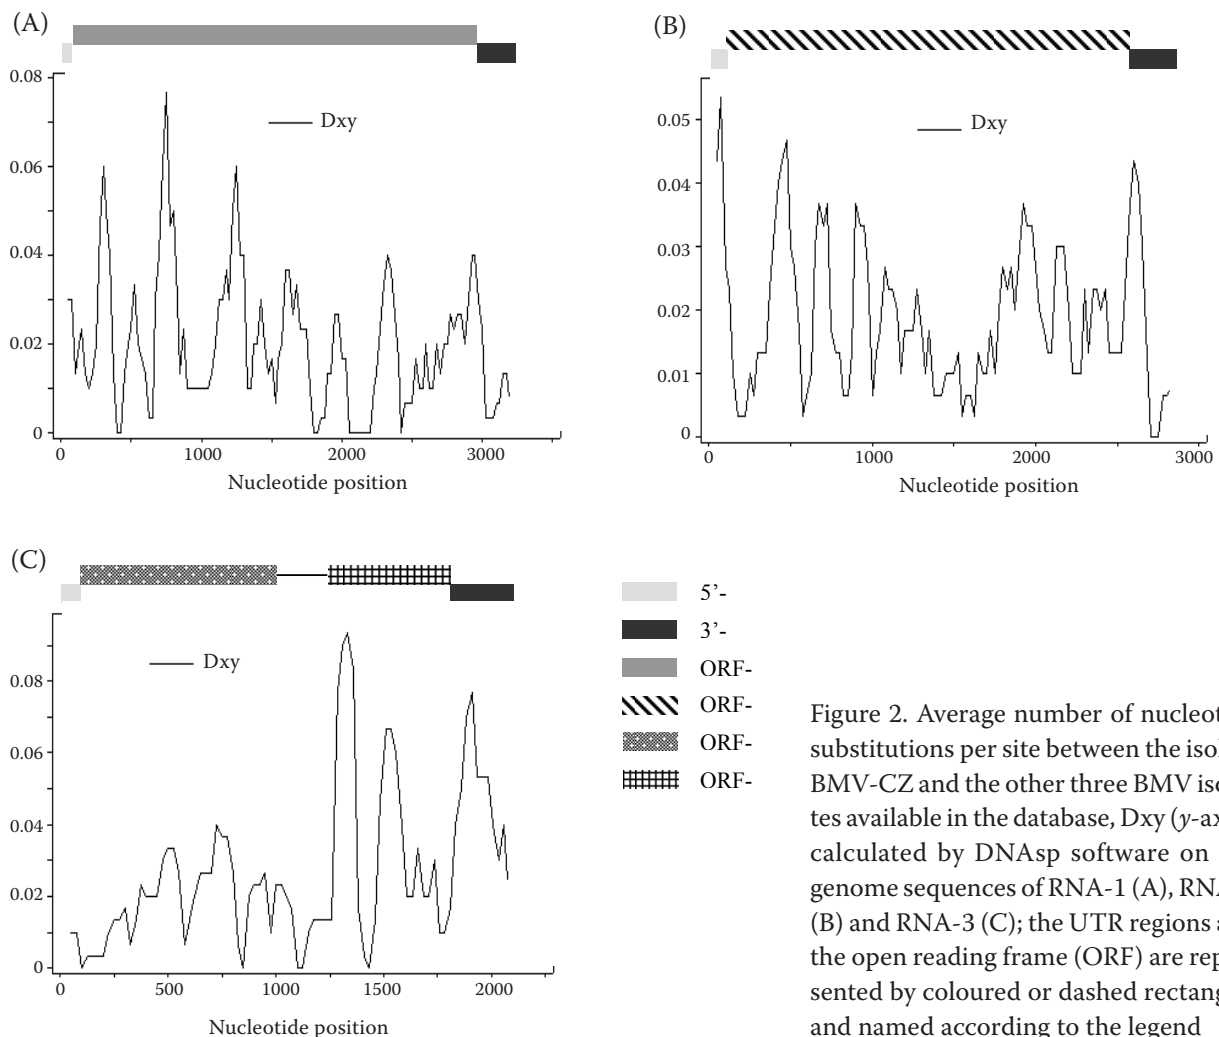 (A)
0.08
0.06
0.04
0.02
0
Dxy
0 1000 2000 3000
Nucleotide position
(B)
0.05
0.04
0.03
0.02
0.01
0
Dxy
0 1000 2000 3000
Nucleotide position
(C)
0.08
0.06
0.04
0.02
0
Dxy
0 500 1000 1500 2000
Nucleotide position
5’-
3’-
ORF-
ORF-
ORF-
ORF-
Figure 2. Average number of nucleot
substitutions per site between the isol
BMV-CZ and the other three BMV iso
tes available in the database, Dxy (y-ax
calculated by DNAsp software on
genome sequences of RNA-1 (A), RNA
(B) and RNA-3 (C); the UTR regions a
the open reading frame (ORF) are rep
sented by coloured or dashed rectang
and named according to the legend